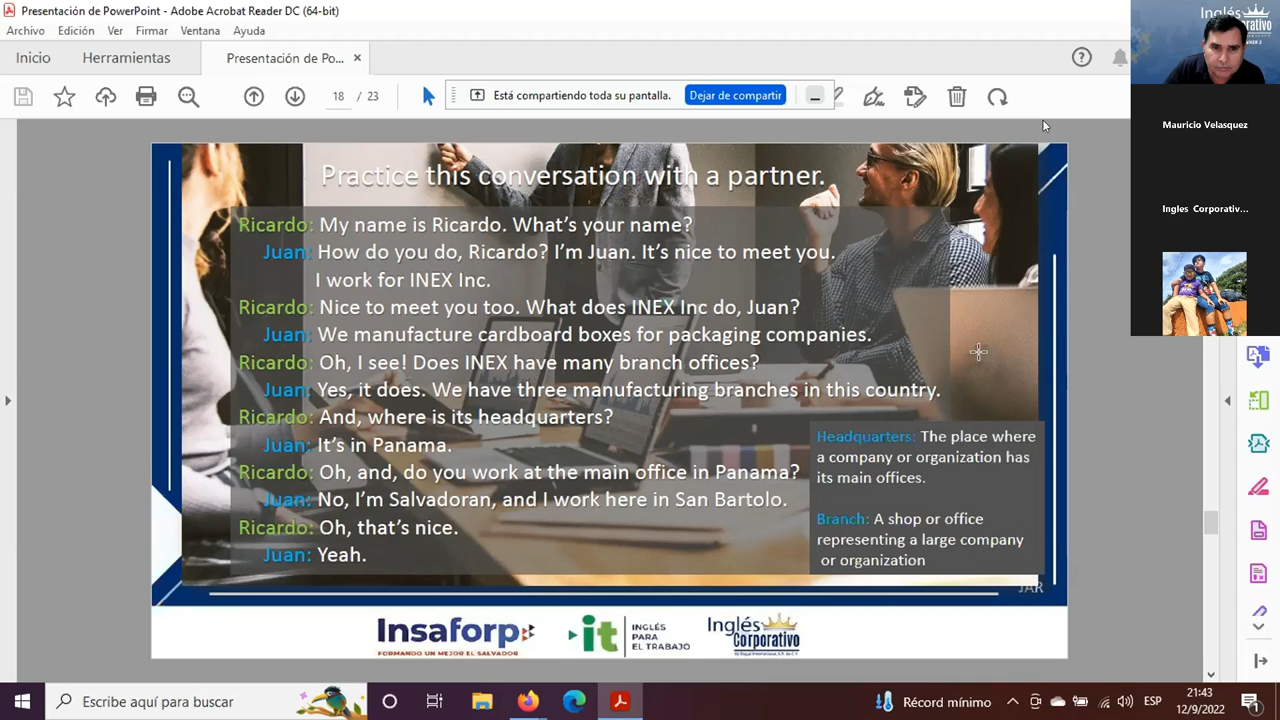 Presentación de PowerPoint - Adobe Acrobat Reader DC (64-bit)
Archivo Edición Ver Firmar Ventana Ayuda
Inicio Herramientas Presentación de Po... ×
18 / 23
Está compartiendo toda su pantalla. Dejar de compartir
Inglés
Corporativo
Mauricio Velasquez
Ingles Corporativ...
Practice this conversation with a partner.
Ricardo: My name is Ricardo. What's your name?
Juan: How do you do, Ricardo? I'm Juan. It's nice to meet you.
I work for INEX Inc.
Ricardo: Nice to meet you too. What does INEX Inc do, Juan?
Juan: We manufacture cardboard boxes for packaging companies.
Ricardo: Oh, I see! Does INEX have many branch offices?
Juan: Yes, it does. We have three manufacturing branches in this country.
Ricardo: And, where is its headquarters?
Juan: It's in Panama.
Ricardo: Oh, and, do you work at the main office in Panama?
Juan: No, I'm Salvadoran, and I work here in San Bartolo.
Ricardo: Oh, that's nice.
Juan: Yeah.
Headquarters: The place where
a company or organization has
its main offices.
Branch: A shop or office
representing a large company
or organization
JAR
Insaforp
FORMANDO UN MEJOR EL SALVADOR
it
INGLÉS
PARA
EL TRABAJO
Inglés
Corporativo
Escribe aquí para buscar
Récord mínimo
ESP
21:43
12/9/2022